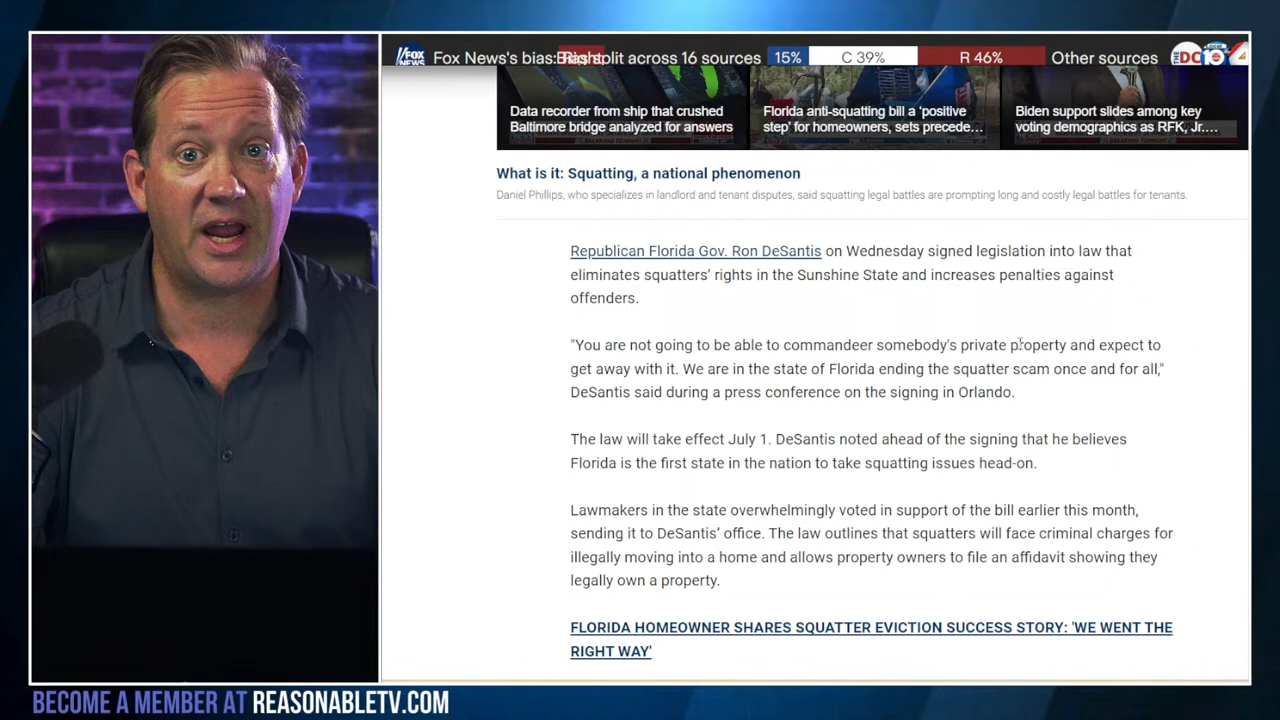 FOX NEWS Fox News's bias: Right Bias split across 16 sources 15% C 39% R 46% Other sources
Data recorder from ship that crushed
Baltimore bridge analyzed for answers
Florida anti-squatting bill a ‘positive
step’ for homeowners, sets precede…
Biden support slides among key
voting demographics as RFK, Jr.…
What is it: Squatting, a national phenomenon
Daniel Phillips, who specializes in landlord and tenant disputes, said squatting legal battles are prompting long and costly legal battles for tenants.
Republican Florida Gov. Ron DeSantis on Wednesday signed legislation into law that
eliminates squatters’ rights in the Sunshine State and increases penalties against
offenders.
"You are not going to be able to commandeer somebody's private property and expect to
get away with it. We are in the state of Florida ending the squatter scam once and for all,"
DeSantis said during a press conference on the signing in Orlando.
The law will take effect July 1. DeSantis noted ahead of the signing that he believes
Florida is the first state in the nation to take squatting issues head-on.
Lawmakers in the state overwhelmingly voted in support of the bill earlier this month,
sending it to DeSantis’ office. The law outlines that squatters will face criminal charges for
illegally moving into a home and allows property owners to file an affidavit showing they
legally own a property.
FLORIDA HOMEOWNER SHARES SQUATTER EVICTION SUCCESS STORY: 'WE WENT THE
RIGHT WAY'
BECOME A MEMBER AT REASONABLETV.COM